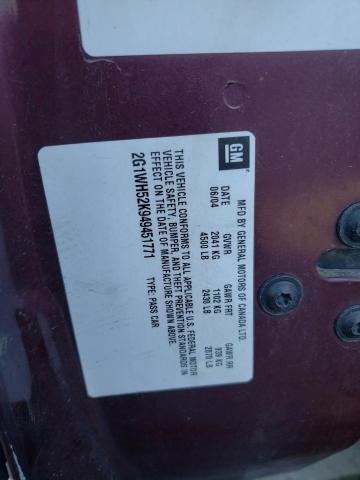 GM
MFD BY GENERAL MOTORS OF CANADA LTD.
DATE GVWR GAWR FRT GAWR RR
06/04 2041 KG 1102 KG 939 KG
4500 LB 2430 LB 2070 LB
THIS VEHICLE CONFORMS TO ALL APPLICABLE U.S. FEDERAL MOTOR
VEHICLE SAFETY, BUMPER, AND THEFT PREVENTION STANDARDS IN
EFFECT ON THE DATE OF MANUFACTURE SHOWN ABOVE.
2G1WH52K949451771 TYPE: PASS CAR